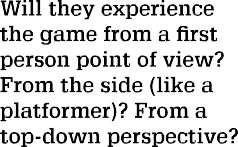 Will they experience
the game from a first
person point of view?
From the side (like a
platformer)? From a
top-down perspective?